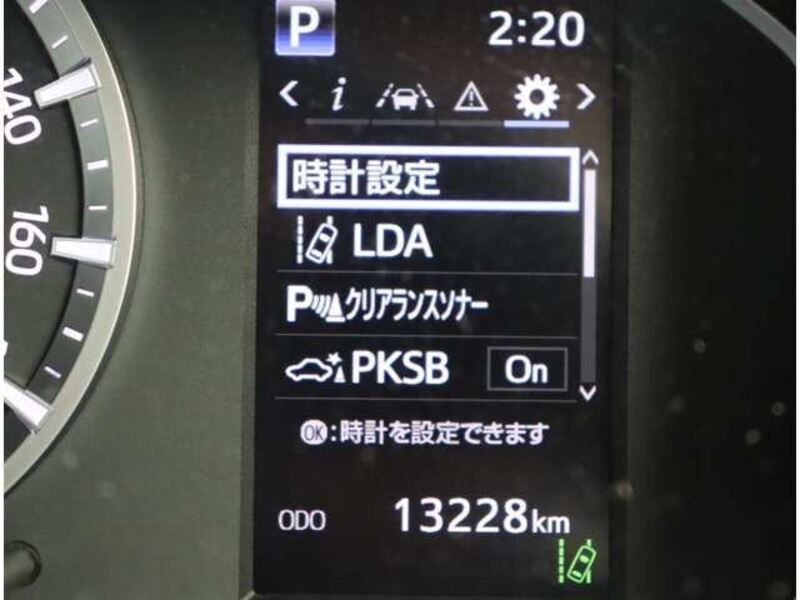 P 2:20
i
時計設定
LDA
Pクリアランスソナー
PKSB On
OK:時計を設定できます
ODO 13228km
140
160